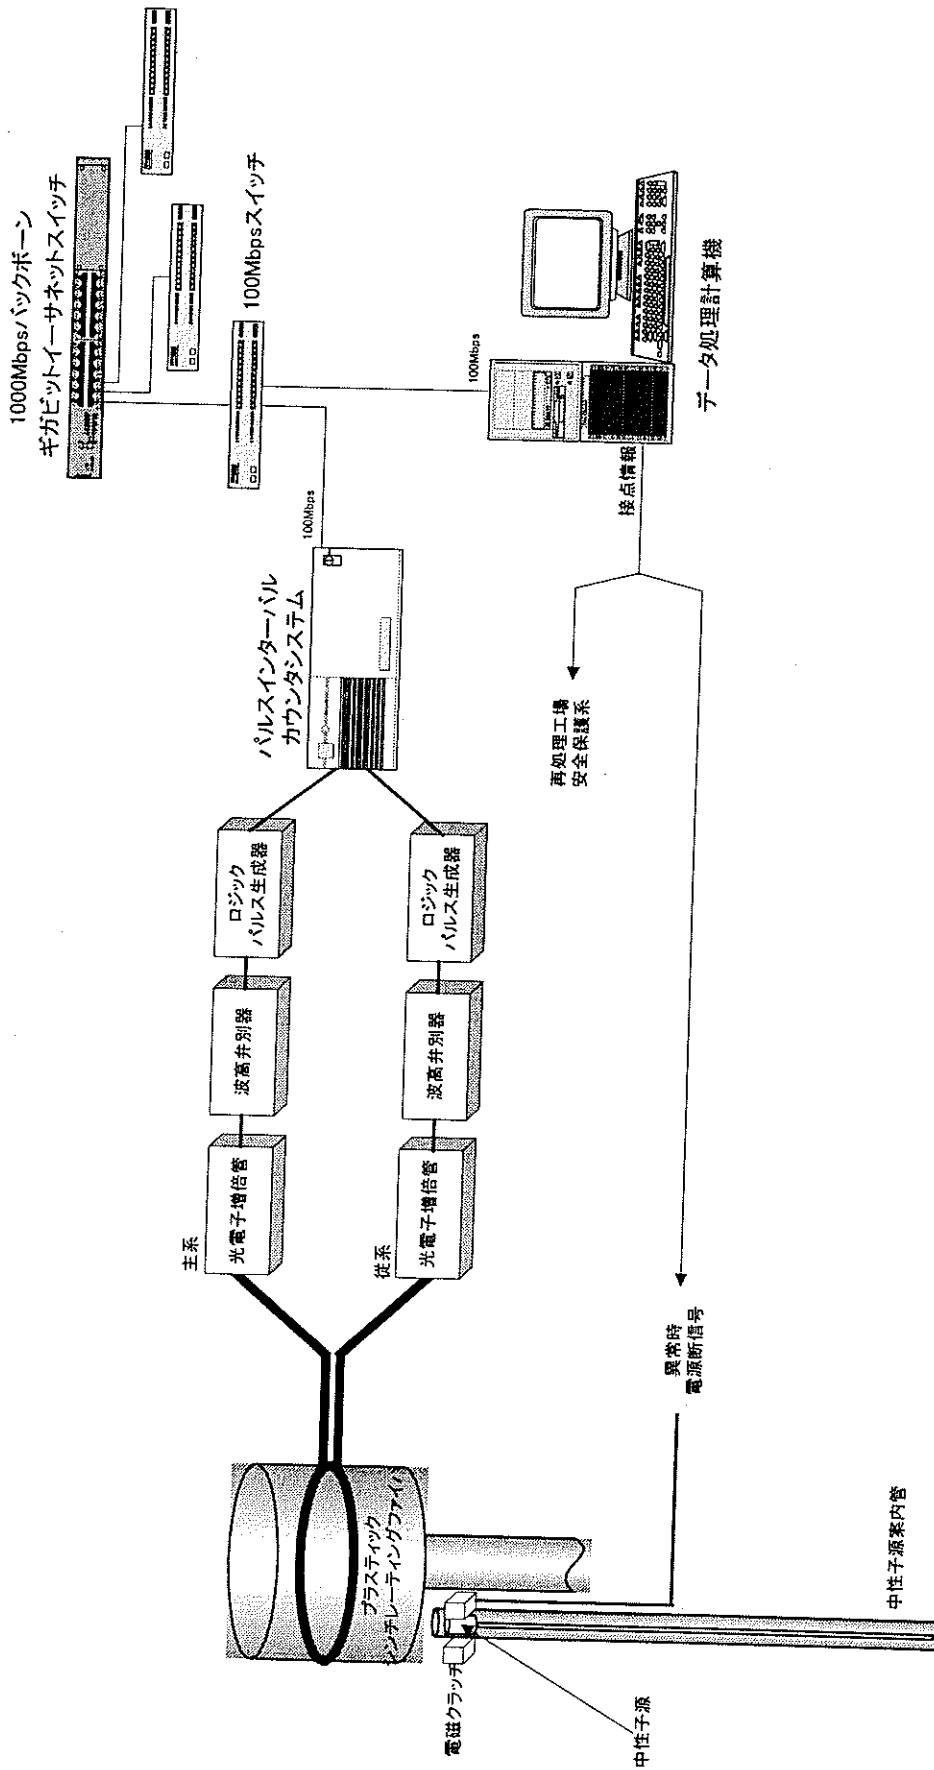 1000Mbpsバックボーン
ギガビットイーサネットスイッチ
100Mbpsスイッチ
100Mbps
100Mbps
パルスインターバル
カウンタシステム
データ処理計算機
接点情報
再処理工場
安全保護系
ロジック
パルス生成器
波高弁別器
主系
光電子増倍管
ロジック
パルス生成器
波高弁別器
従系
光電子増倍管
異常時
電源断信号
プラスティック
シンチレーティングファイバ
電磁クラッチ
中性子源
中性子源案内管